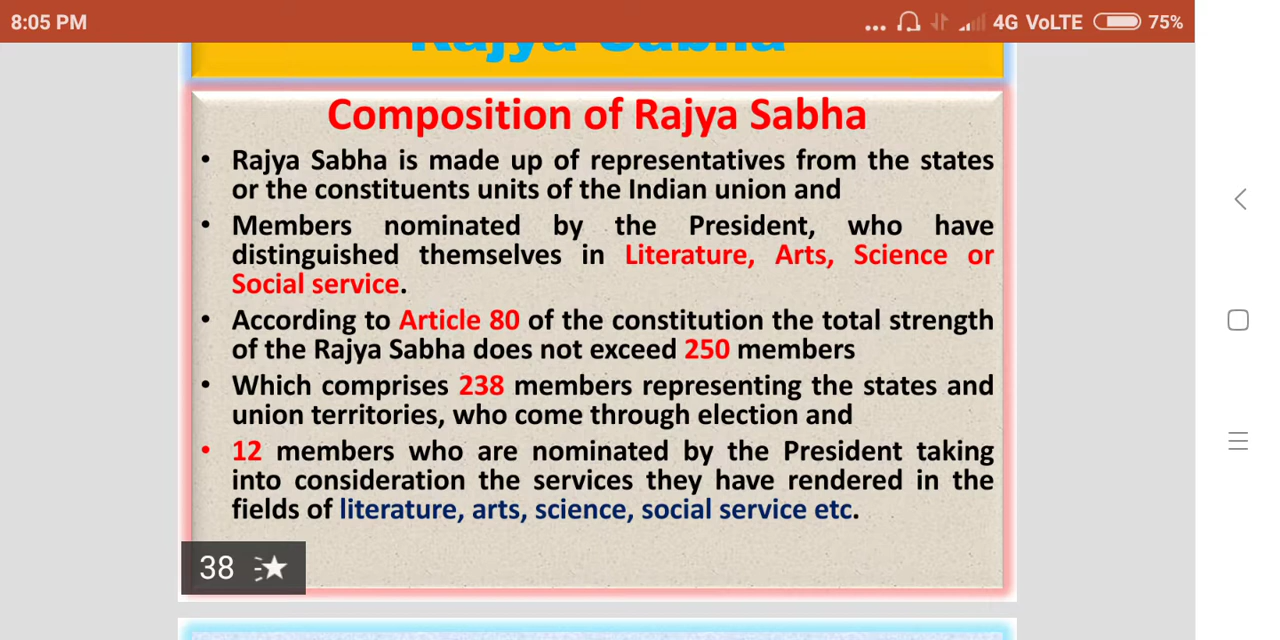 8:05 PM
... 4G VoLTE 75%
Rajya Sabha
Composition of Rajya Sabha
• Rajya Sabha is made up of representatives from the states
or the constituents units of the Indian union and
• Members nominated by the President, who have
distinguished themselves in Literature, Arts, Science or
Social service.
• According to Article 80 of the constitution the total strength
of the Rajya Sabha does not exceed 250 members
• Which comprises 238 members representing the states and
union territories, who come through election and
• 12 members who are nominated by the President taking
into consideration the services they have rendered in the
fields of literature, arts, science, social service etc.
38